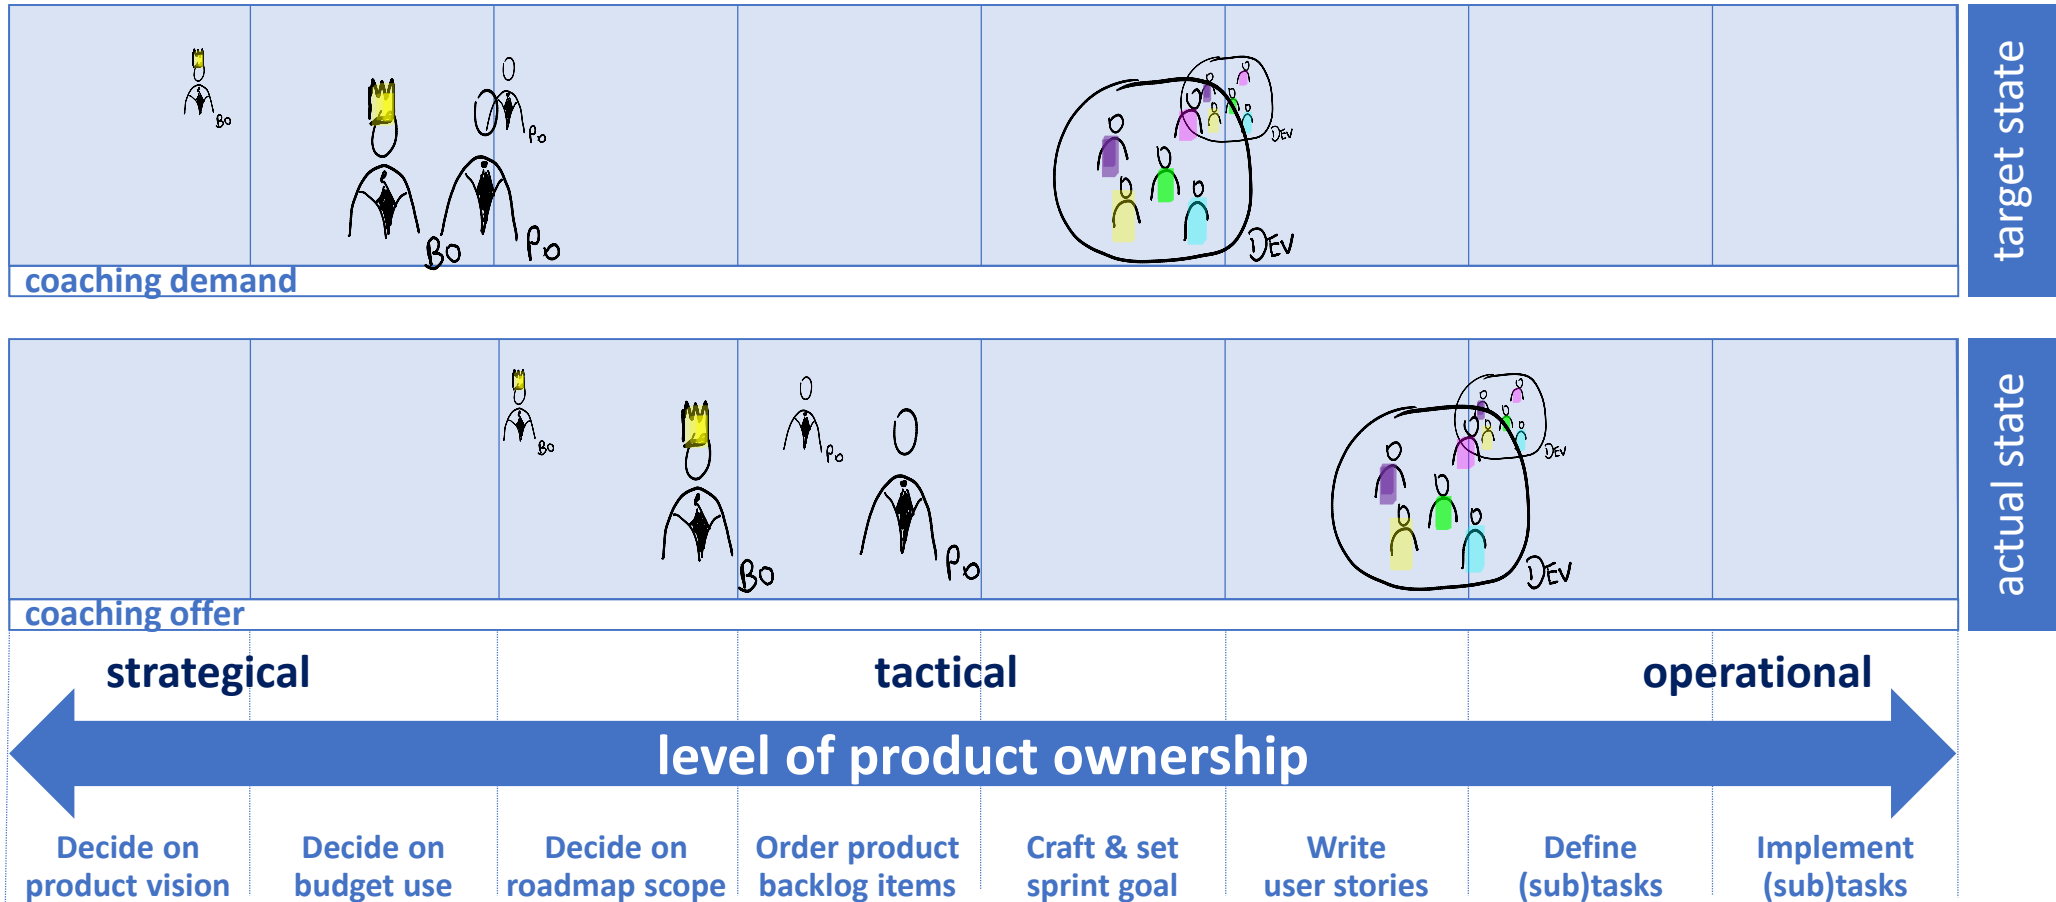 BO
PO
DEV
BO
PO
DEV
coaching demand
target state
BO
PO
DEV
BO
PO
DEV
coaching offer
actual state
strategical
tactical
operational
level of product ownership
Decide on
product vision
Decide on
budget use
Decide on
roadmap scope
Order product
backlog items
Craft & set
sprint goal
Write
user stories
Define
(sub)tasks
Implement
(sub)tasks